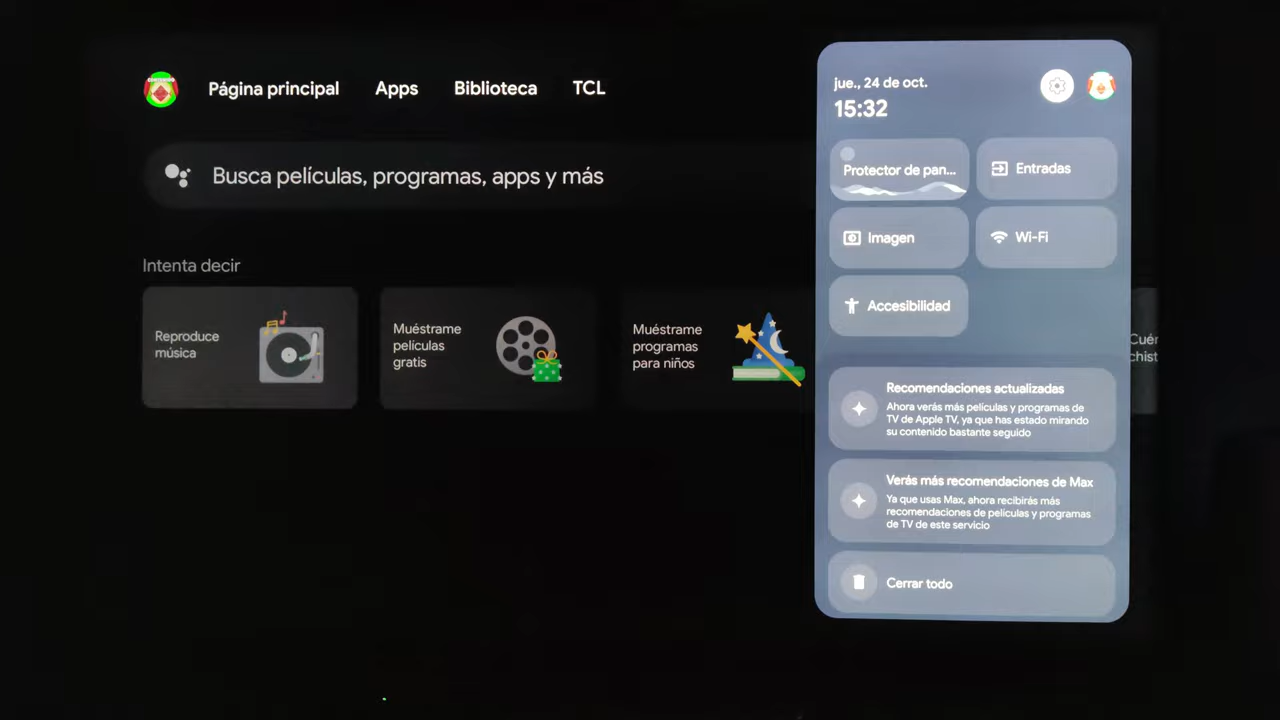 Página principal
Apps
Biblioteca
TCL
Busca películas, programas, apps y más
Intenta decir
Reproduce
música
Muéstrame
películas
gratis
Muéstrame
programas
para niños
Cuén
chist
jue., 24 de oct.
15:32
Protector de pan...
Entradas
Imagen
Wi-Fi
Accesibilidad
Recomendaciones actualizadas
Ahora verás más películas y programas de
TV de Apple TV, ya que has estado mirando
su contenido bastante seguido
Verás más recomendaciones de Max
Ya que usas Max, ahora recibirás más
recomendaciones de películas y programas
de TV de este servicio
Cerrar todo